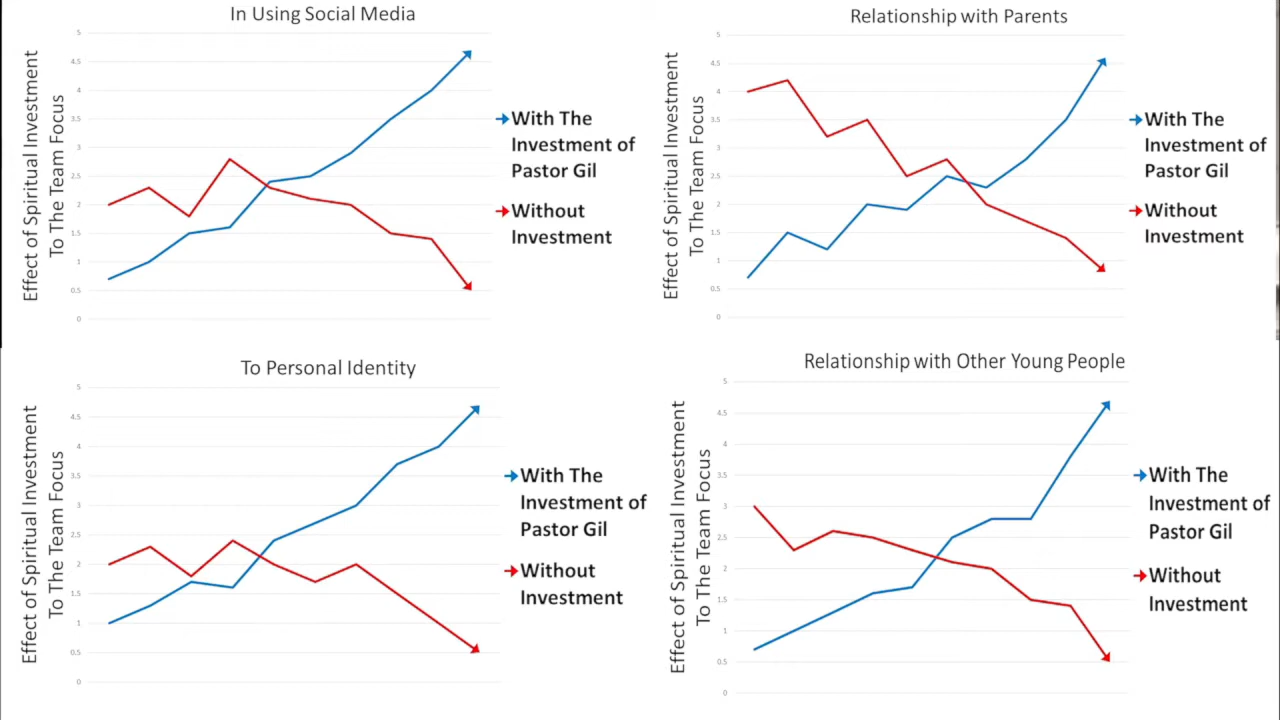 In Using Social Media
Effect of Spiritual Investment
To The Team Focus
5
4.5
4
3.5
3
2.5
2
1.5
1
0.5
0
With The
Investment of
Pastor Gil
Without
Investment
Relationship with Parents
Effect of Spiritual Investment
To The Team Focus
5
4.5
4
3.5
3
2.5
2
1.5
1
0.5
0
With The
Investment of
Pastor Gil
Without
Investment
To Personal Identity
Effect of Spiritual Investment
To The Team Focus
5
4.5
4
3.5
3
2.5
2
1.5
1
0.5
0
With The
Investment of
Pastor Gil
Without
Investment
Relationship with Other Young People
Effect of Spiritual Investment
To The Team Focus
5
4.5
4
3.5
3
2.5
2
1.5
1
0.5
0
With The
Investment of
Pastor Gil
Without
Investment